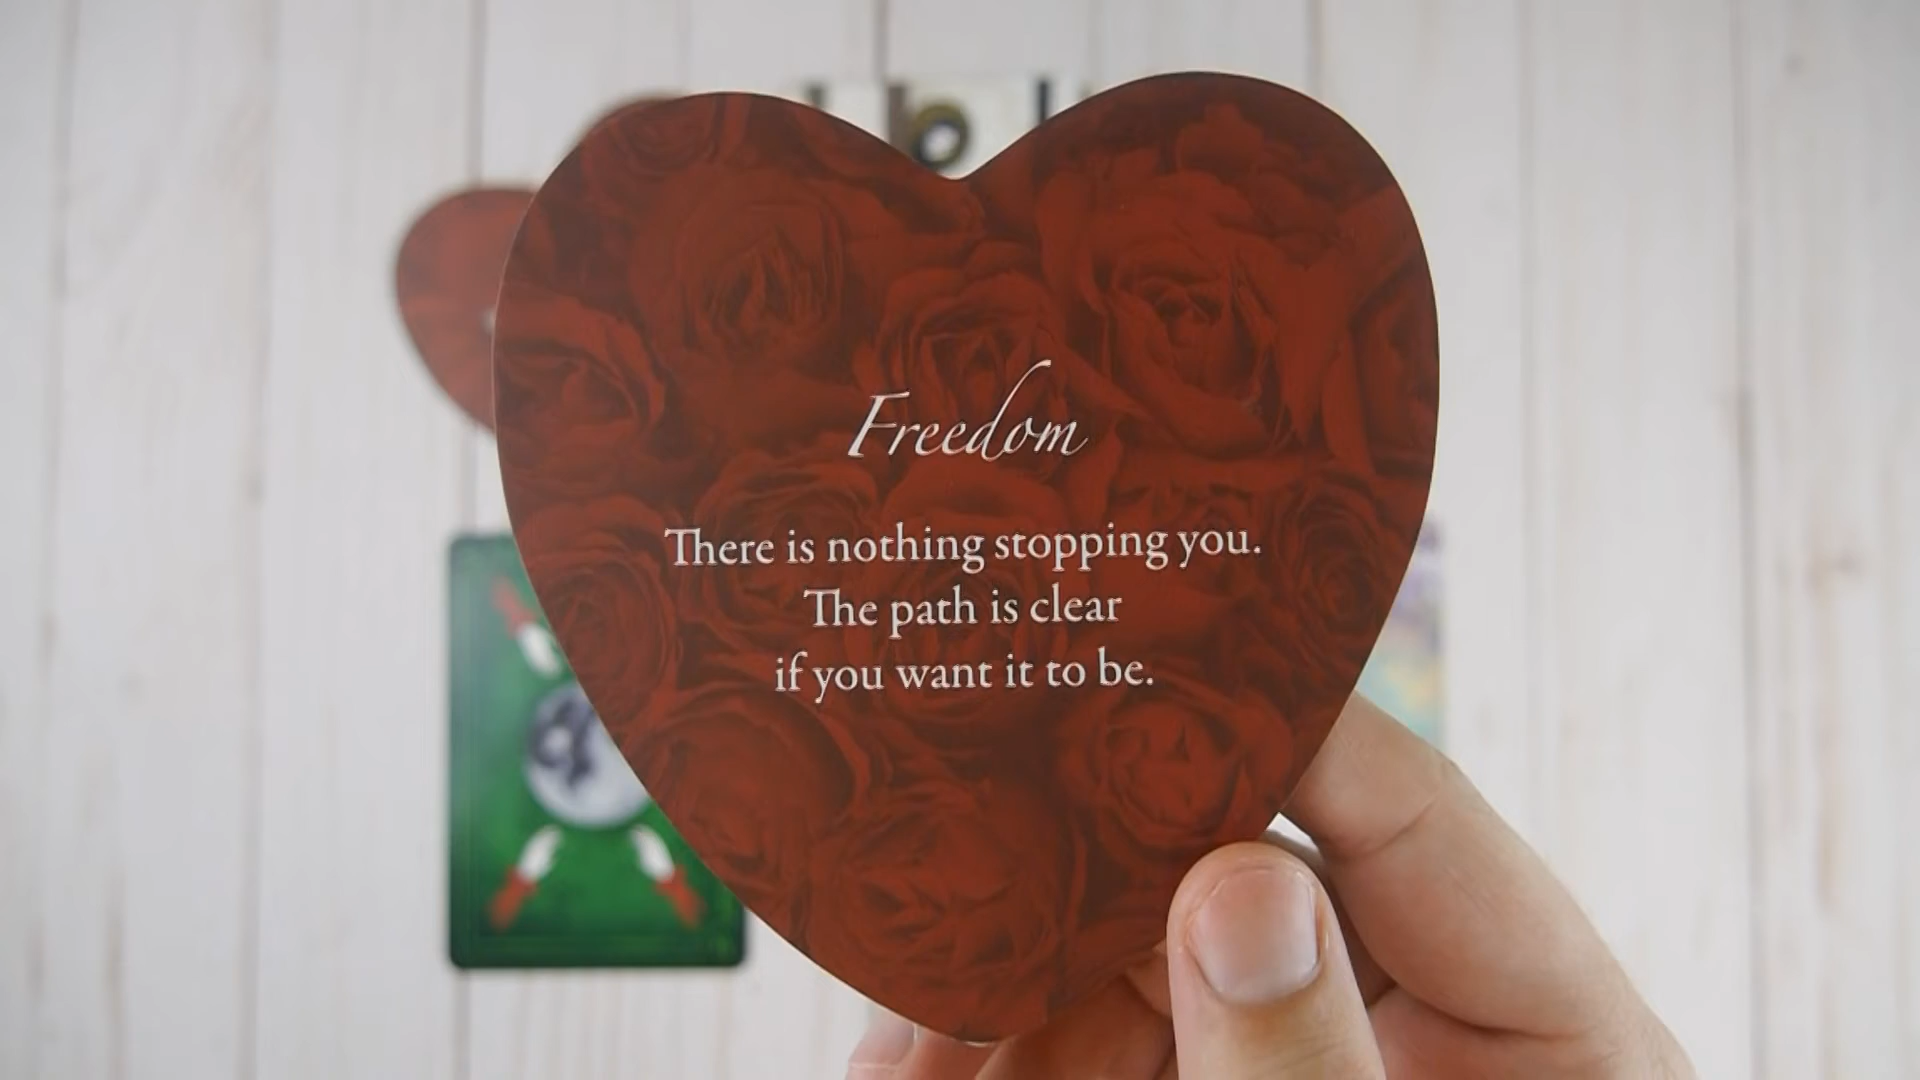 Freedom
There is nothing stopping you.
The path is clear
if you want it to be.